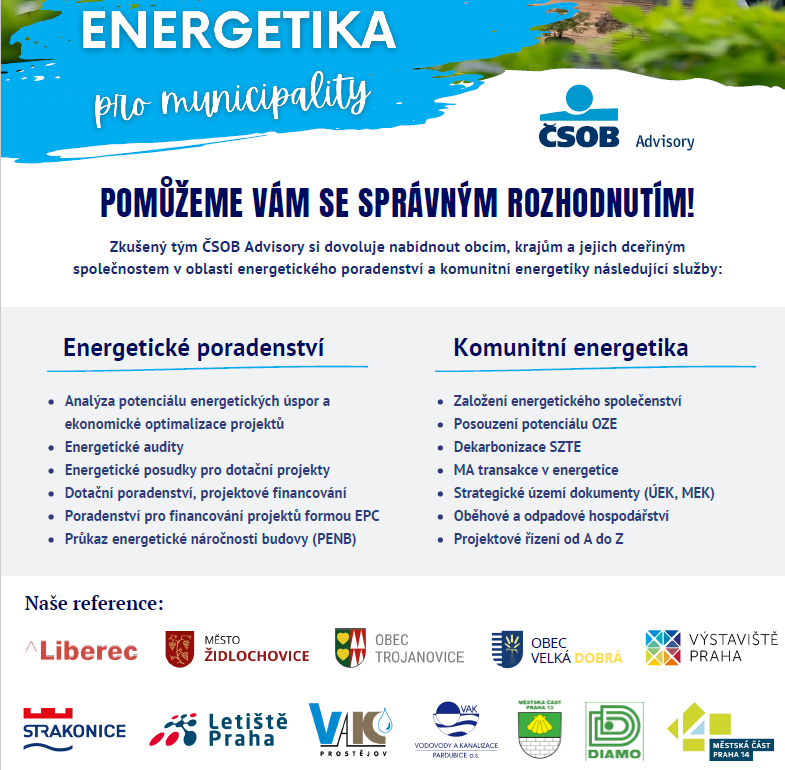 ENERGETIKA
pro municipality
ČSOB Advisory
POMŮŽEME VÁM SE SPRÁVNÝM ROZHODNUTÍM!
Zkušený tým ČSOB Advisory si dovoluje nabídnout obcím, krajům a jejich dceřiným
společnostem v oblasti energetického poradenství a komunitní energetiky následující služby:
Energetické poradenství
• Analýza potenciálu energetických úspor a
ekonomické optimalizace projektů
• Energetické audity
• Energetické posudky pro dotační projekty
• Dotační poradenství, projektové financování
• Poradenství pro financování projektů formou EPC
• Průkaz energetické náročnosti budovy (PENB)
Komunitní energetika
• Založení energetického společenství
• Posouzení potenciálu OZE
• Dekarbonizace SZTE
• MA transakce v energetice
• Strategické území dokumenty (ÚEK, MEK)
• Oběhové a odpadové hospodářství
• Projektové řízení od A do Z
Naše reference:
^Liberec
MĚSTO
ŽIDLOCHOVICE
OBEC
TROJANOVICE
OBEC
VELKÁ DOBRÁ
VÝSTAVIŠTĚ
PRAHA
STRAKONICE
Letiště
Praha
VAK
PROSTĚJOV
VAK
VODOVODY A KANALIZACE
PARDUBICE a.s.
MĚSTSKÁ ČÁST
PRAHA 12
DIAMO
MĚSTSKÁ ČÁST
PRAHA 14